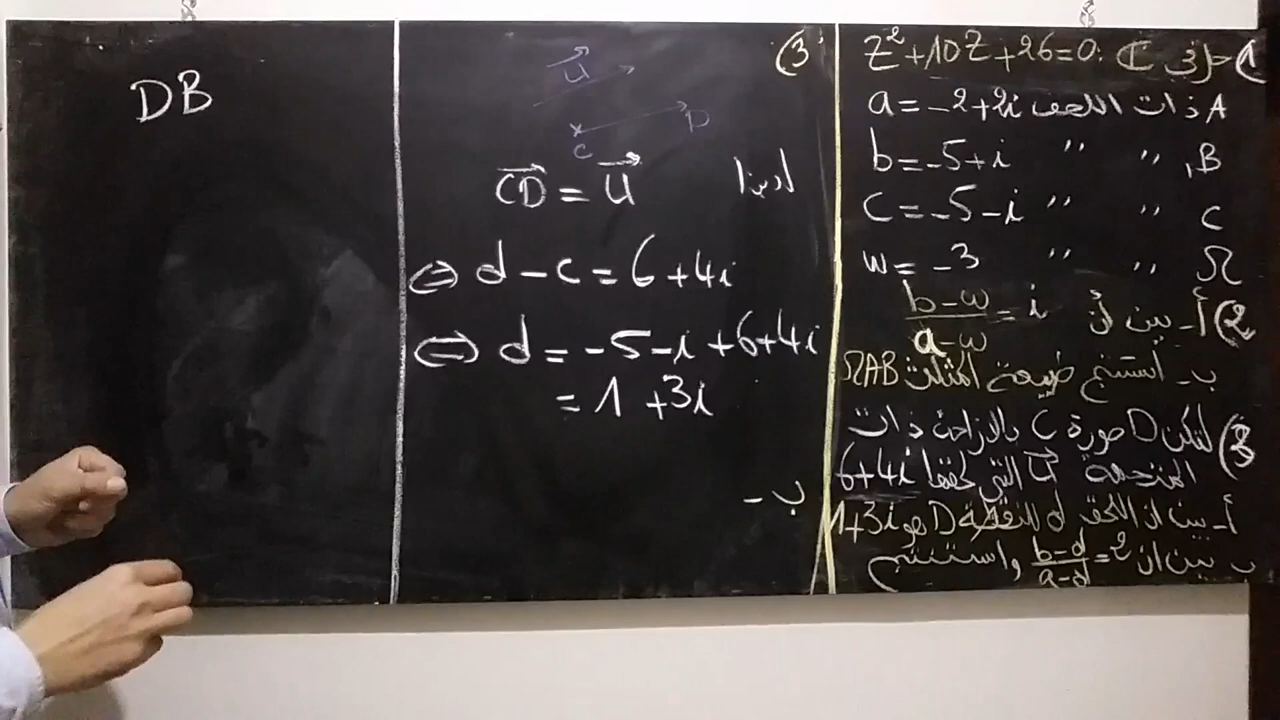 1) حل في ℂ : z² + 10z + 26 = 0
A ذات اللحق a = -2 + 2i
B, " " b = -5 + i
C " " c = -5 - i
Ω " " w = -3
2) أ- بين أن (b-w)/(a-w) = i
ب- استنتج طبيعة المثلث ΩAB
3) لتكن D صورة C بالإزاحة ذات
المتجهة u⃗ التي لحقها 6+4i
أ- بين ان اللحق d للنقطة D هو 1+3i
ب- بين ان (b-d)/(a-d) = 2 واستنتج
3)
u⃗
C D
لدينا CD⃗ = u⃗
⇔ d - c = 6 + 4i
⇔ d = -5 - i + 6 + 4i
= 1 + 3i
ب -
DB